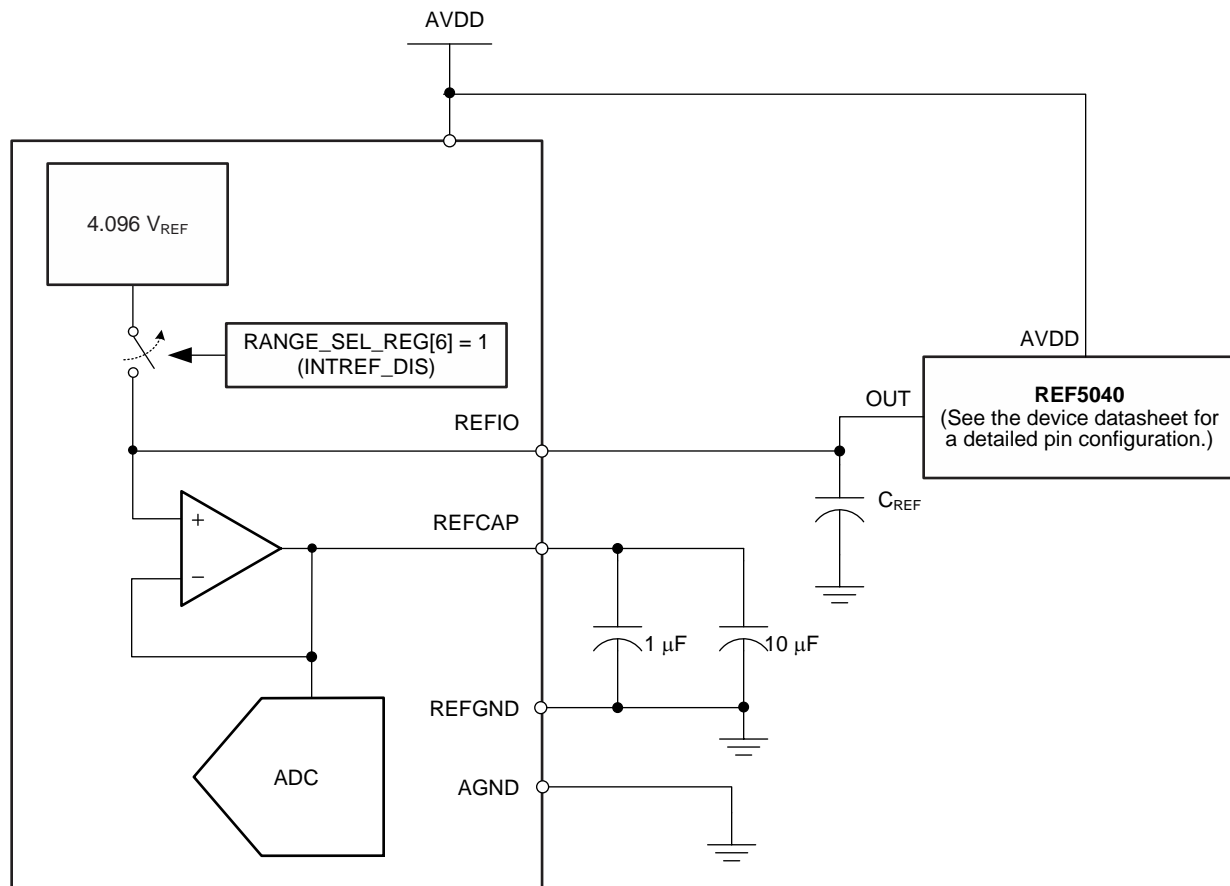 AVDD
4.096 VREF
RANGE_SEL_REG[6] = 1
(INTREF_DIS)
AVDD
OUT
REF5040
(See the device datasheet for
a detailed pin configuration.)
REFIO
CREF
+
REFCAP
−
1 μF
10 μF
REFGND
ADC
AGND